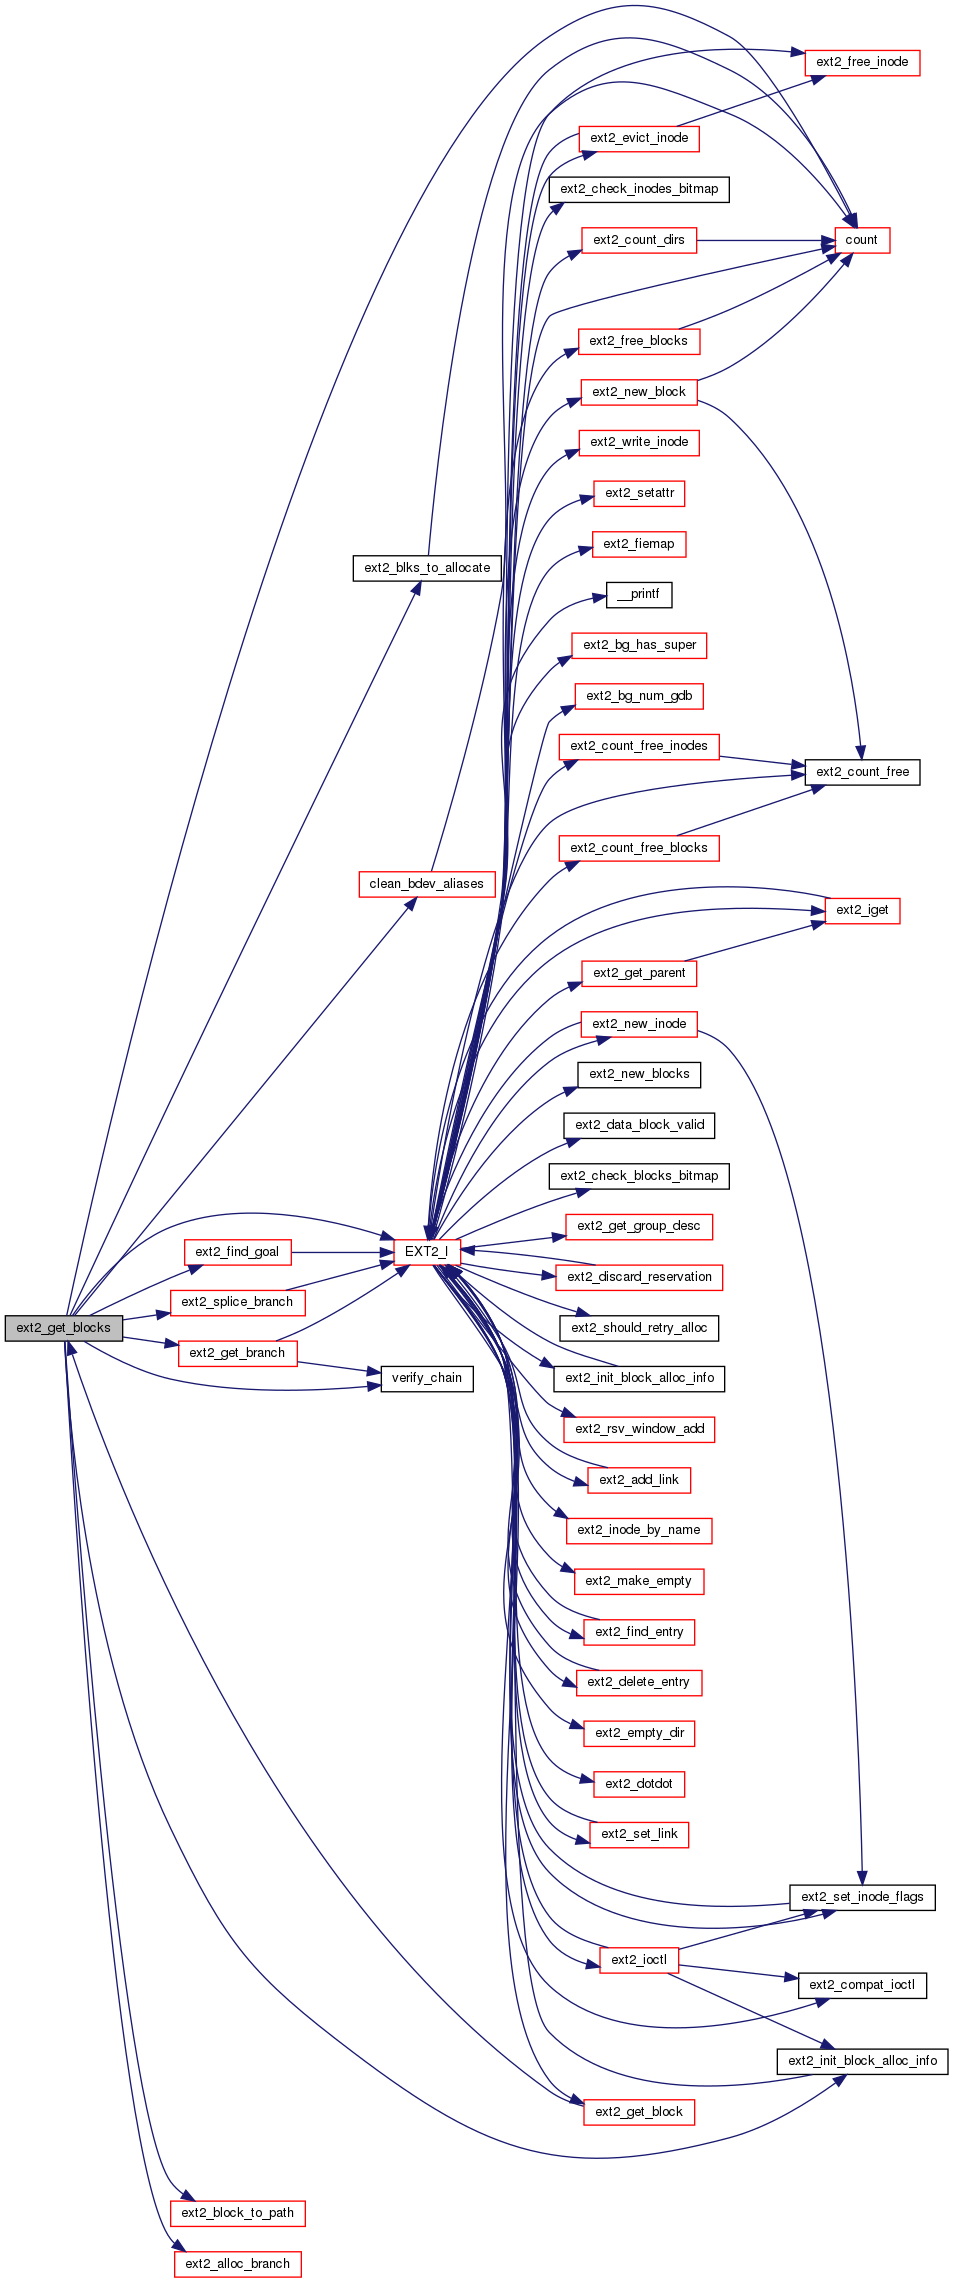 ext2_free_inode
ext2_evict_inode
ext2_check_inodes_bitmap
ext2_count_dirs
count
ext2_free_blocks
ext2_new_block
ext2_write_inode
ext2_setattr
ext2_fiemap
ext2_blks_to_allocate
__printf
ext2_bg_has_super
ext2_bg_num_gdb
ext2_count_free_inodes
ext2_count_free
ext2_count_free_blocks
clean_bdev_aliases
ext2_iget
ext2_get_parent
ext2_new_inode
ext2_new_blocks
ext2_data_block_valid
ext2_check_blocks_bitmap
ext2_get_group_desc
ext2_find_goal
EXT2_I
ext2_discard_reservation
ext2_splice_branch
ext2_get_blocks
ext2_should_retry_alloc
ext2_get_branch
verify_chain
ext2_init_block_alloc_info
ext2_rsv_window_add
ext2_add_link
ext2_inode_by_name
ext2_make_empty
ext2_find_entry
ext2_delete_entry
ext2_empty_dir
ext2_dotdot
ext2_set_link
ext2_set_inode_flags
ext2_ioctl
ext2_compat_ioctl
ext2_init_block_alloc_info
ext2_get_block
ext2_block_to_path
ext2_alloc_branch